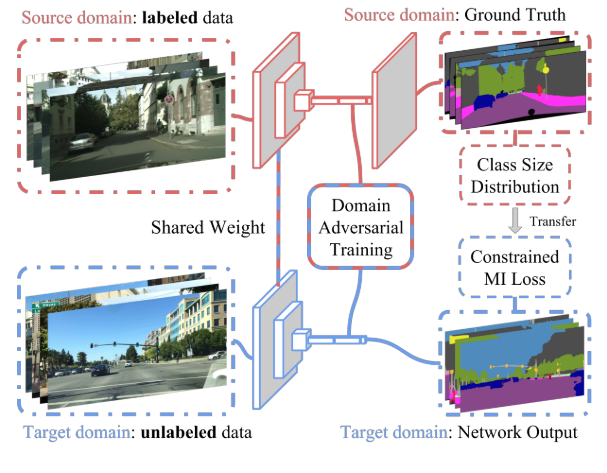 Source domain: labeled data
Source domain: Ground Truth
Class Size
Distribution
Transfer
Shared Weight
Domain
Adversarial
Training
Constrained
MI Loss
Target domain: unlabeled data
Target domain: Network Output